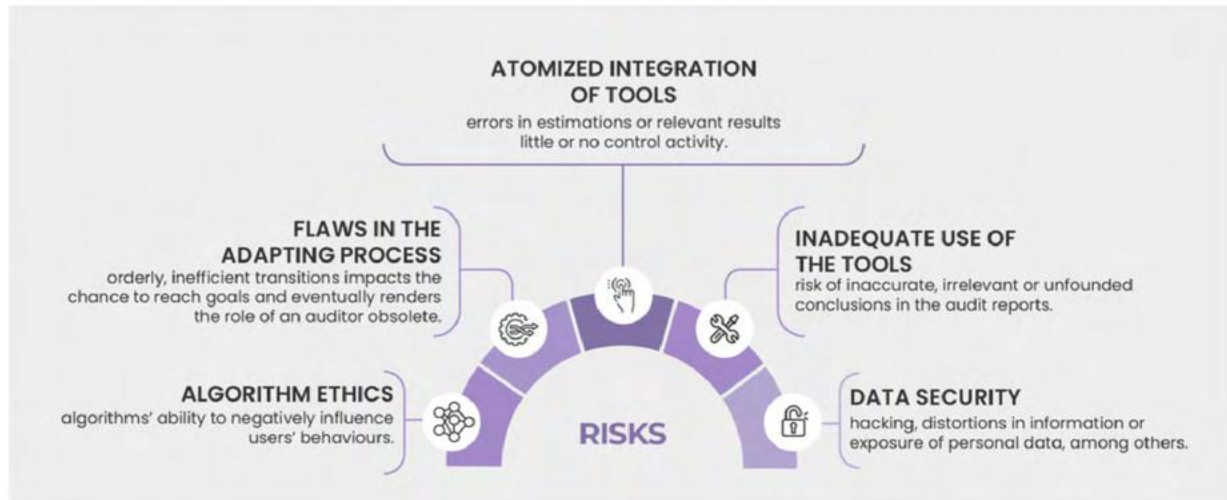 ATOMIZED INTEGRATION
OF TOOLS
errors in estimations or relevant results
little or no control activity.
FLAWS IN THE
ADAPTING PROCESS
orderly, inefficient transitions impacts the
chance to reach goals and eventually renders
the role of an auditor obsolete.
INADEQUATE USE OF
THE TOOLS
risk of inaccurate, irrelevant or unfounded
conclusions in the audit reports.
ALGORITHM ETHICS
algorithms' ability to negatively influence
users' behaviours.
DATA SECURITY
hacking, distortions in information or
exposure of personal data, among others.
RISKS